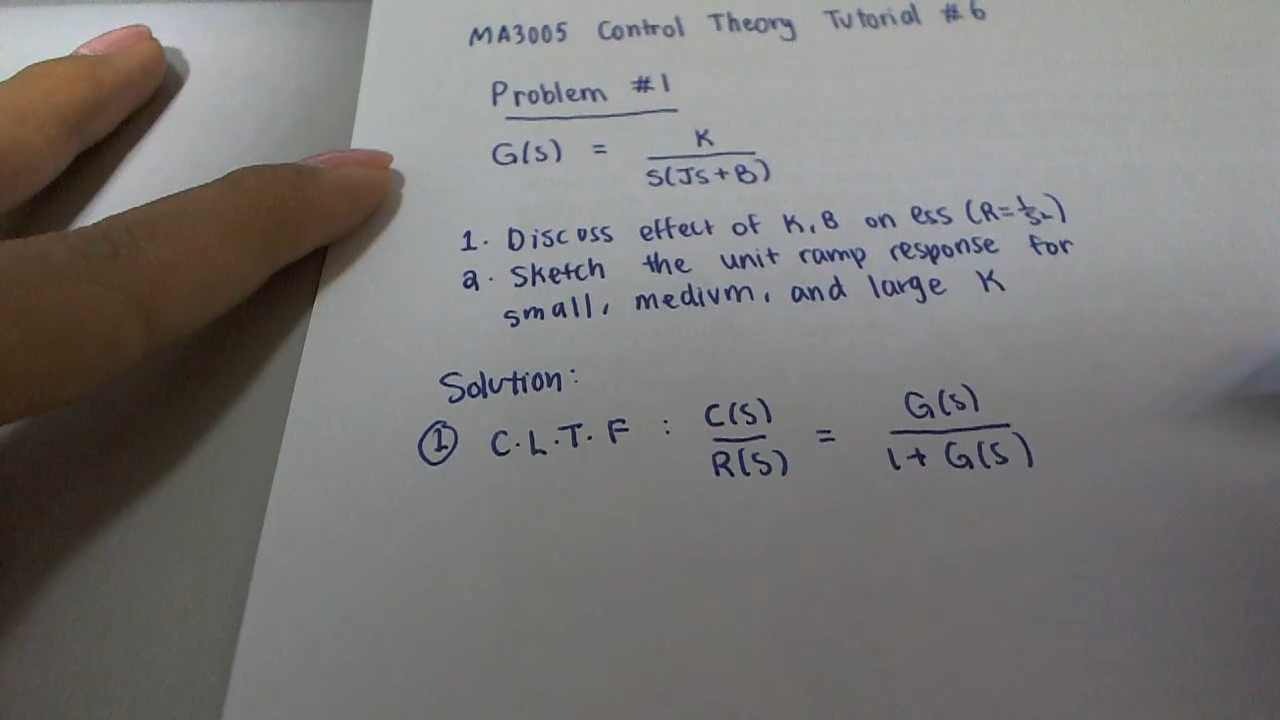 MA3005 Control Theory Tutorial #6
Problem #1
G(s) = K / s(Js+B)
1. Discuss effect of K, B on ess (R=1/s²)
2. Sketch the unit ramp response for
small, medium, and large K
Solution:
① C.L.T.F : C(s)/R(s) = G(s) / 1+ G(s)